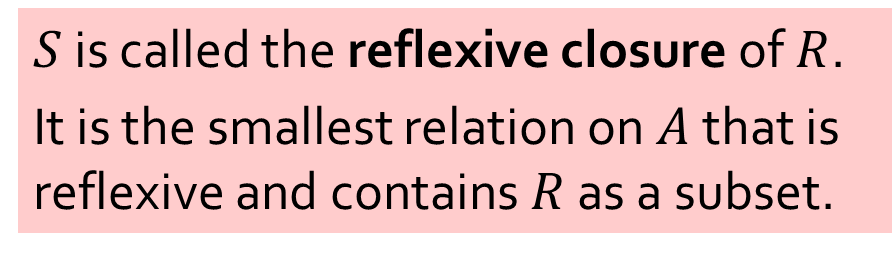 S is called the reflexive closure of R.
It is the smallest relation on A that is
reflexive and contains R as a subset.